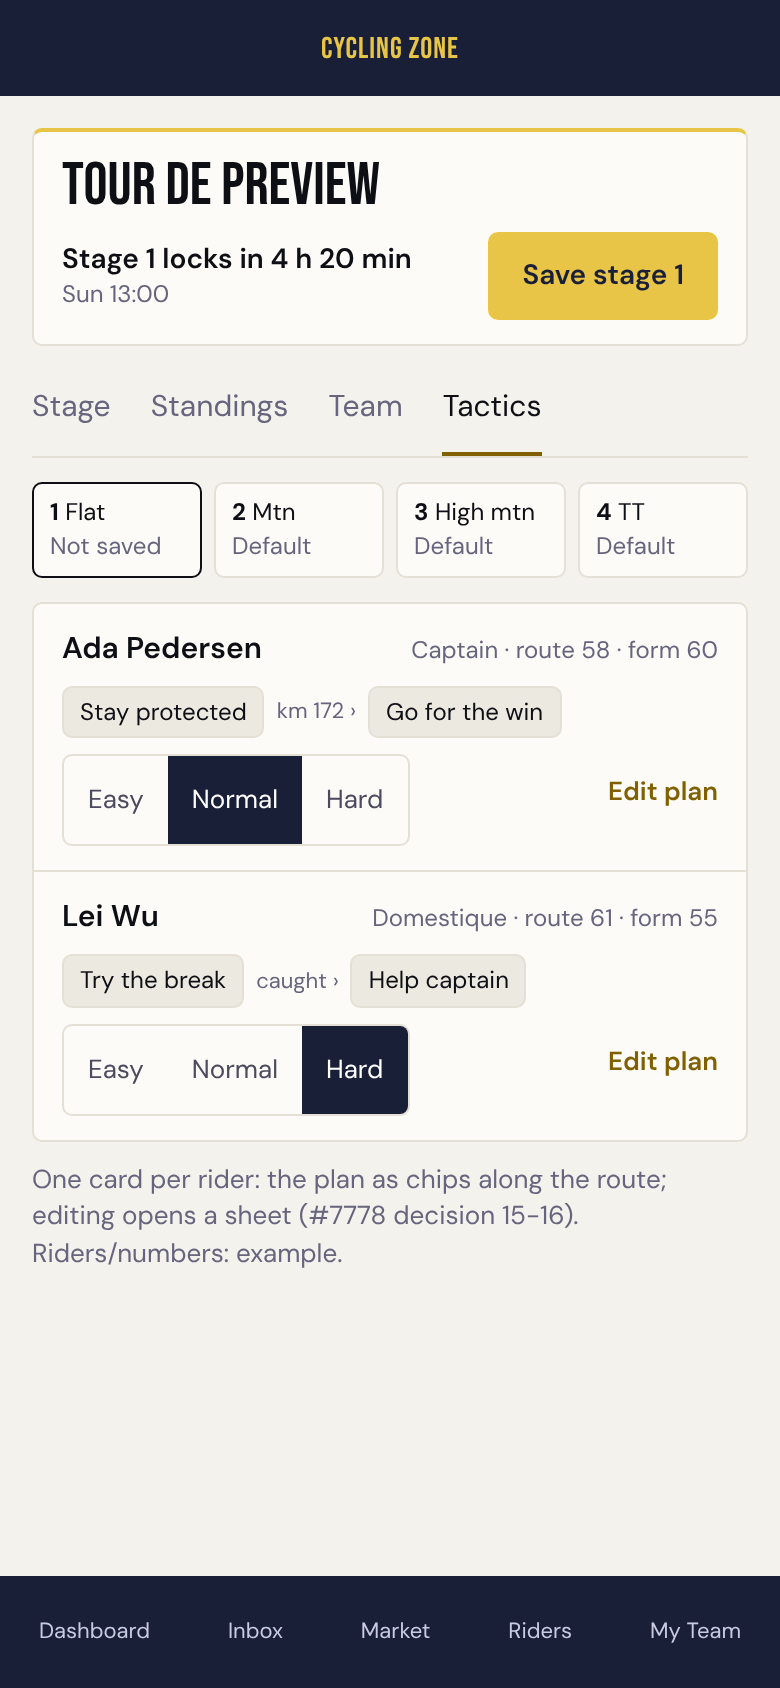 CYCLING ZONE
TOUR DE PREVIEW
Stage 1 locks in 4 h 20 min
Sun 13:00
Save stage 1
Stage Standings Team Tactics
1 Flat
Not saved
2 Mtn
Default
3 High mtn
Default
4 TT
Default
Ada Pedersen
Captain · route 58 · form 60
Stay protected km 172 › Go for the win
Easy Normal Hard
Edit plan
Lei Wu
Domestique · route 61 · form 55
Try the break caught › Help captain
Easy Normal Hard
Edit plan
One card per rider: the plan as chips along the route;
editing opens a sheet (#7778 decision 15–16).
Riders/numbers: example.
Dashboard Inbox Market Riders My Team